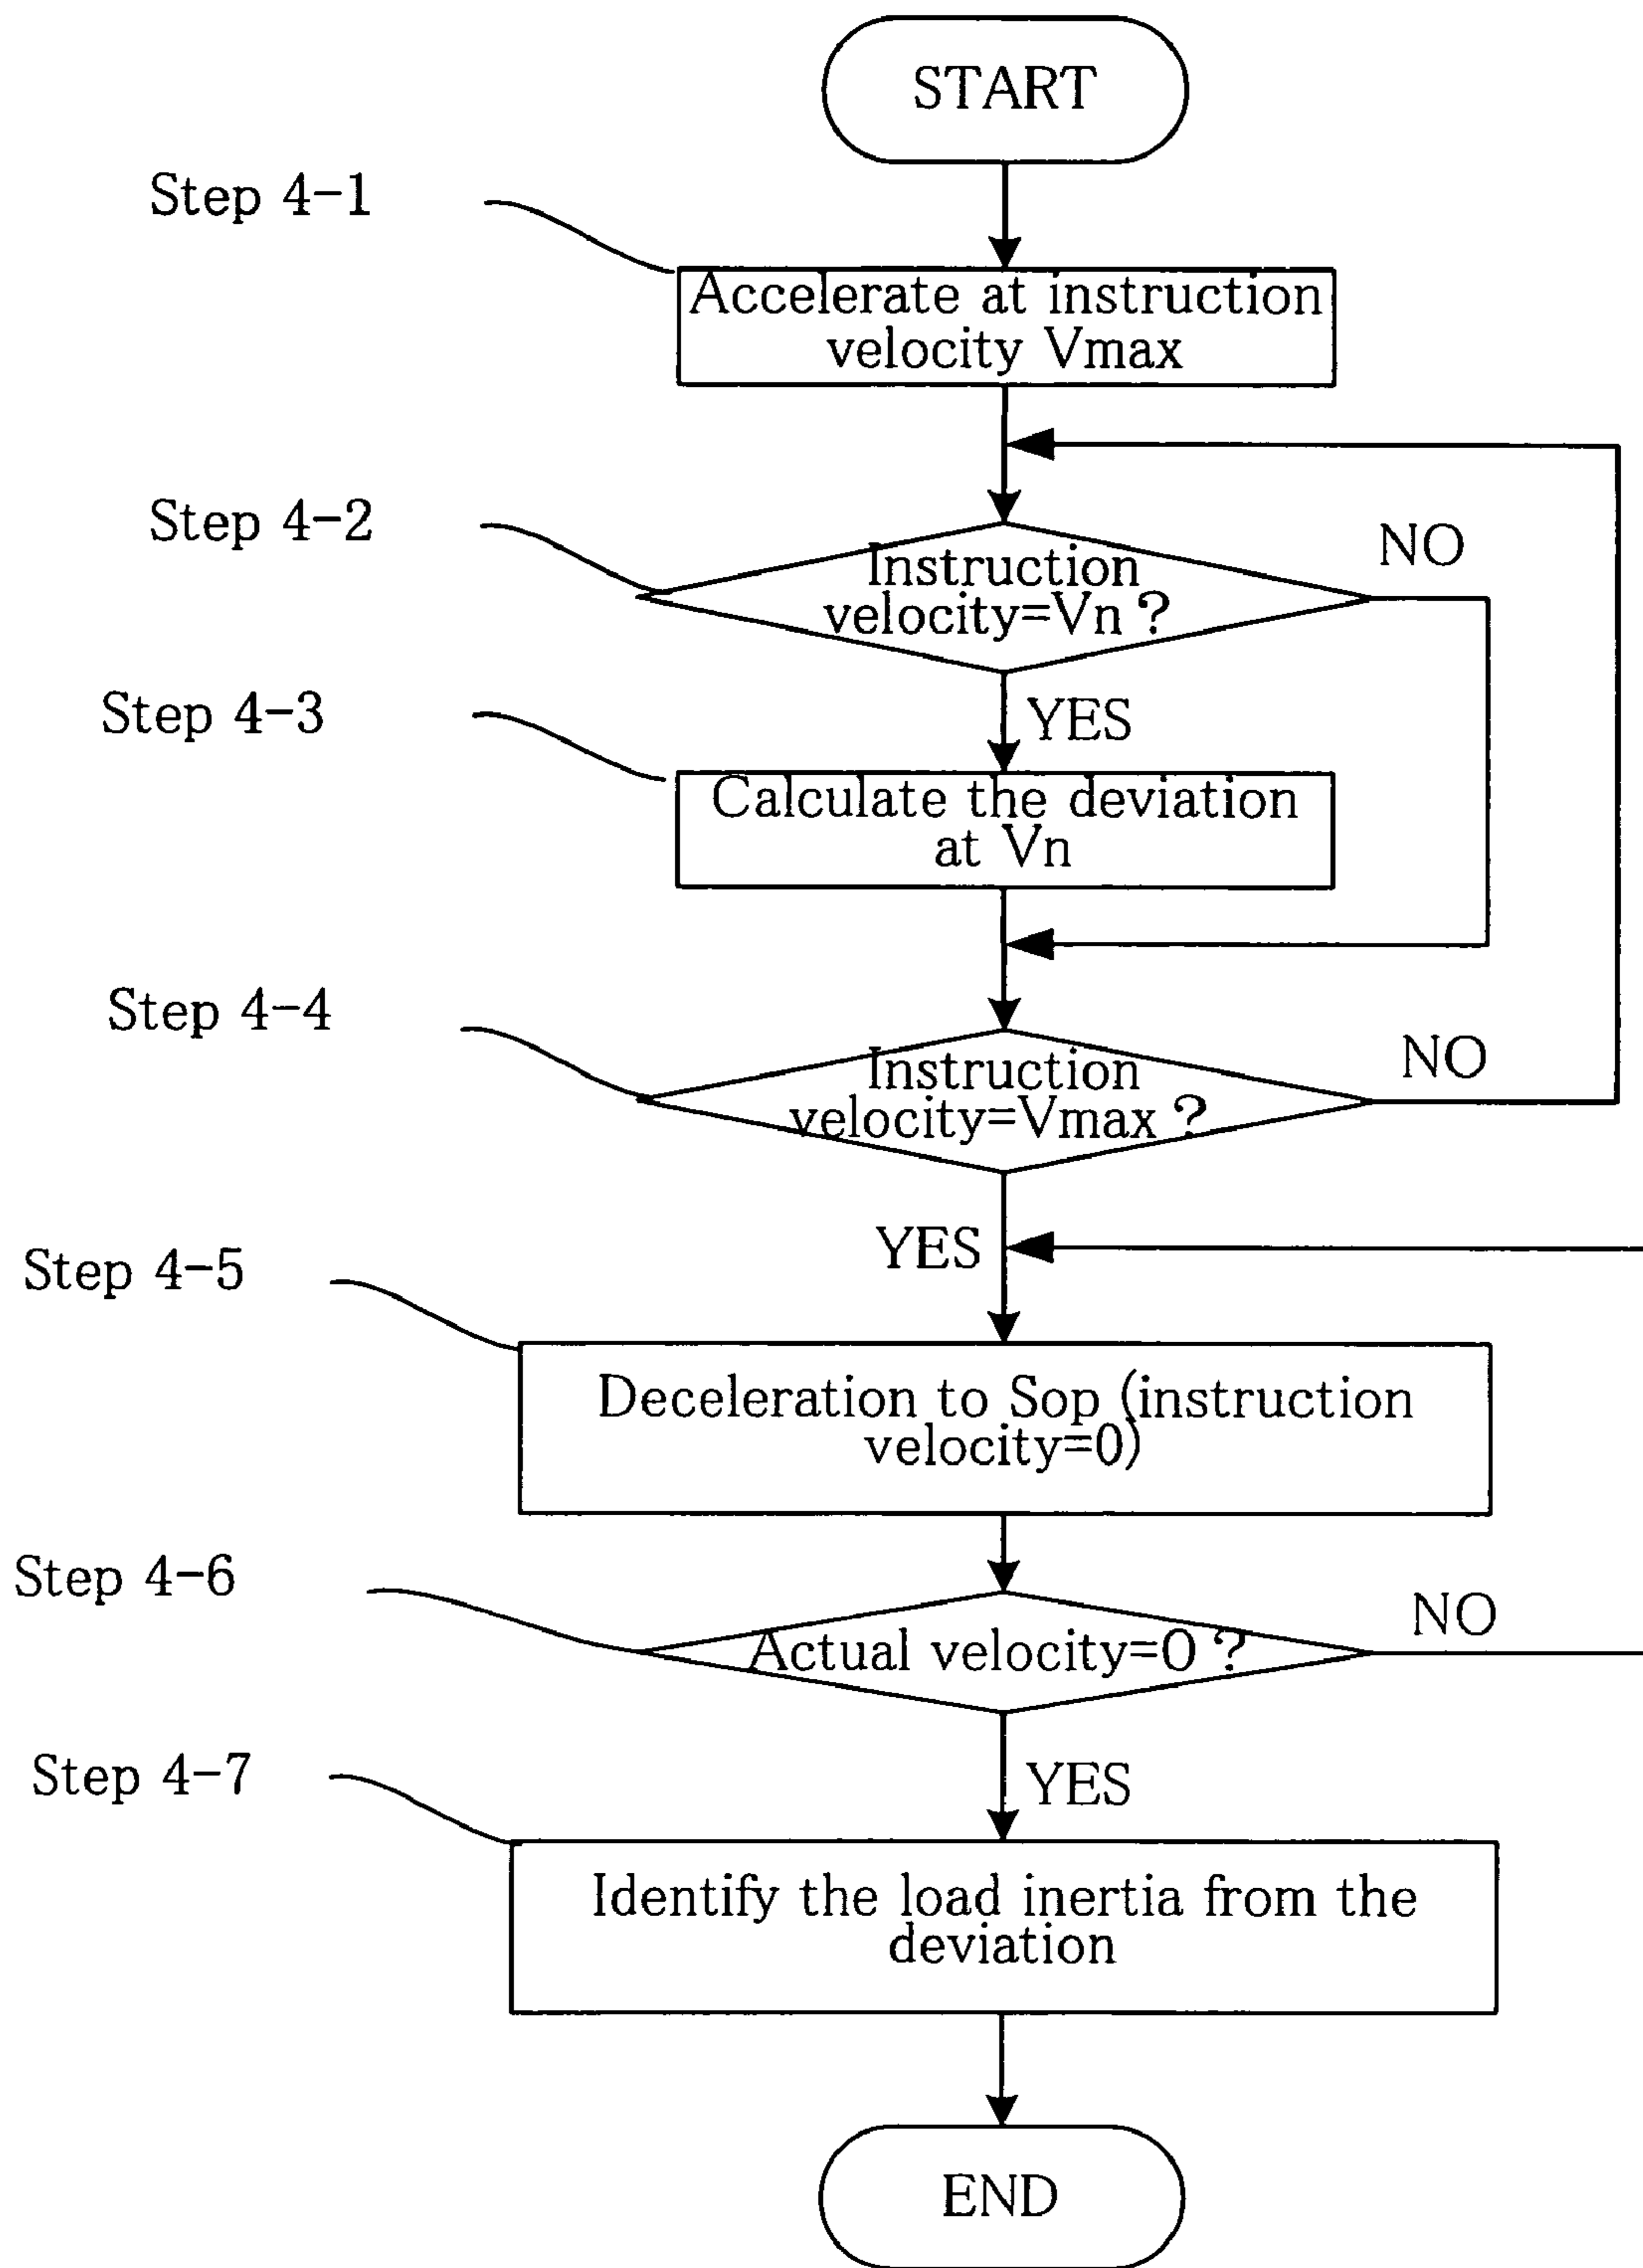 START
Step 4-1
Accelerate at instruction
velocity Vmax
Step 4-2
Instruction
velocity=Vn ?
NO
YES
Step 4-3
Calculate the deviation
at Vn
Step 4-4
Instruction
velocity=Vmax ?
NO
YES
Step 4-5
Deceleration to Sop (instruction
velocity=0)
Step 4-6
Actual velocity=0 ?
NO
YES
Step 4-7
Identify the load inertia from the
deviation
END